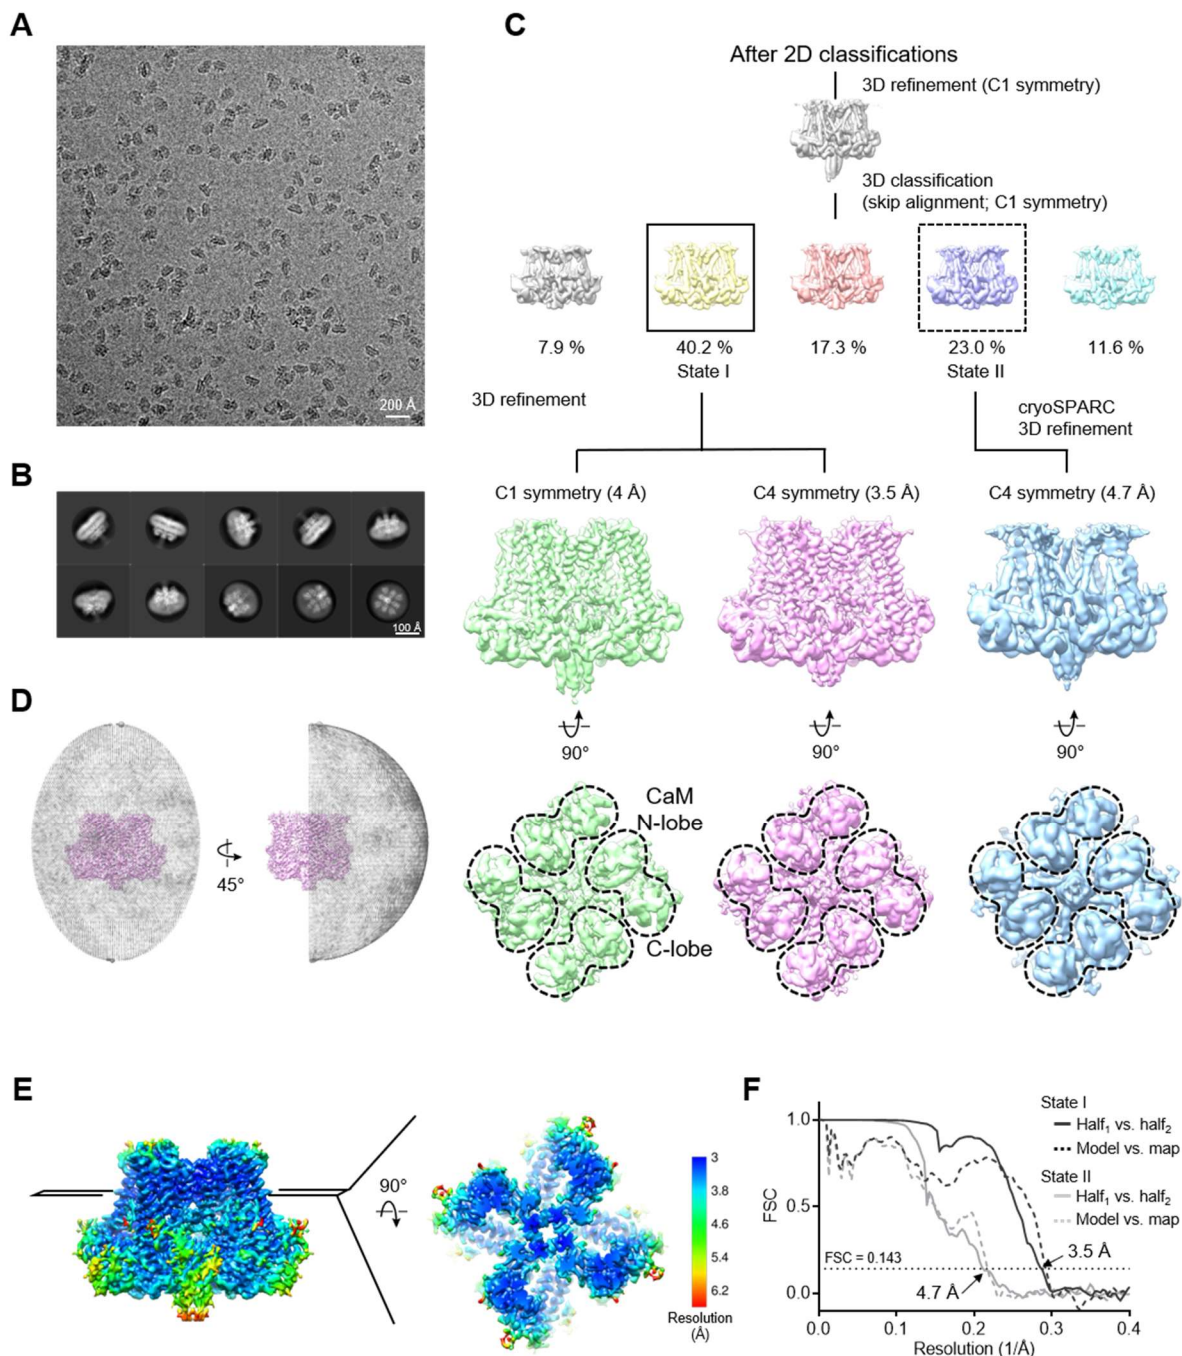 A
200 Å
B
100 Å
C
After 2D classifications
3D refinement (C1 symmetry)
3D classification
(skip alignment; C1 symmetry)
7.9 %
40.2 %
17.3 %
23.0 %
11.6 %
State I
State II
3D refinement
cryoSPARC
3D refinement
C1 symmetry (4 Å)
C4 symmetry (3.5 Å)
C4 symmetry (4.7 Å)
90°
90°
90°
CaM
N-lobe
C-lobe
D
45°
E
90°
3
3.8
4.6
5.4
6.2
Resolution
(Å)
F
State I
Half₁ vs. half₂
Model vs. map
State II
Half₁ vs. half₂
Model vs. map
1.0
0.5
0.0
FSC
FSC = 0.143
3.5 Å
4.7 Å
0.0
0.1
0.2
0.3
0.4
Resolution (1/Å)